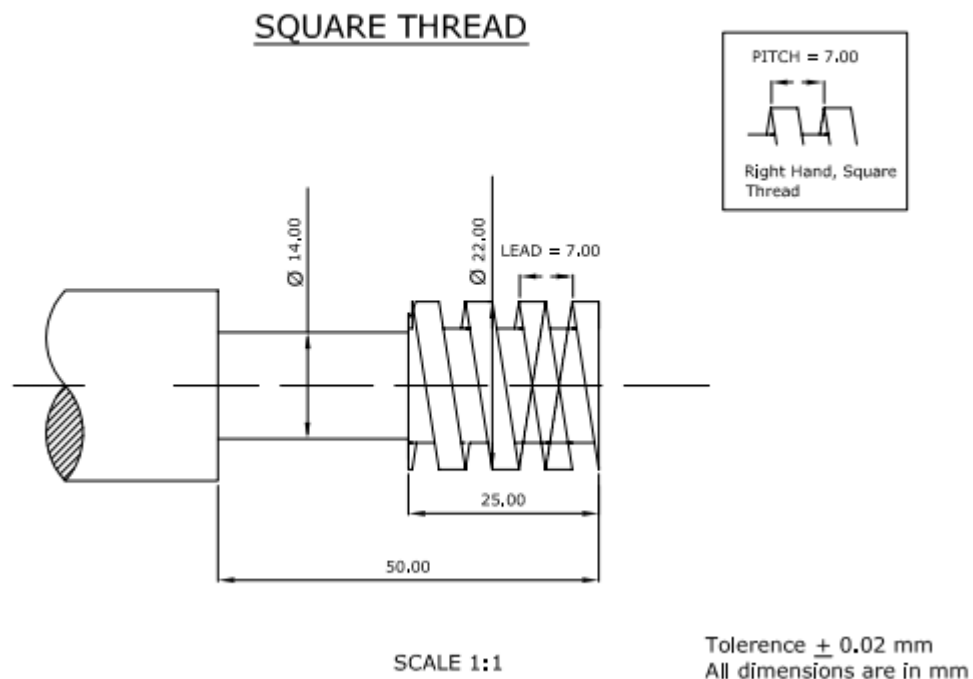 SQUARE THREAD
PITCH = 7.00
Right Hand, Square
Thread
Ø 14.00
Ø 22.00
LEAD = 7.00
25.00
50.00
SCALE 1:1
Tolerence ± 0.02 mm
All dimensions are in mm